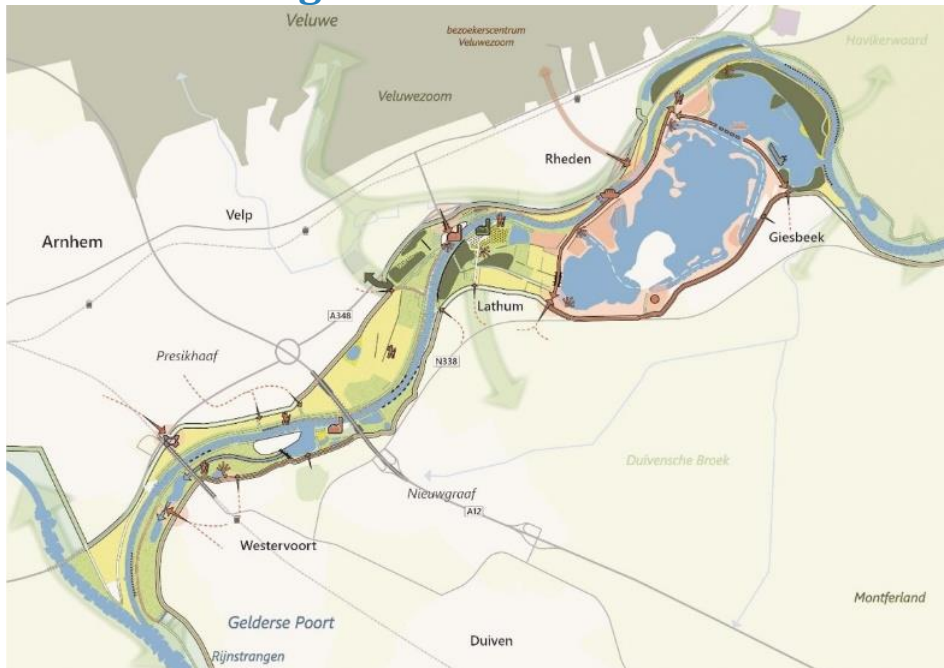 Veluwe
bezoekerscentrum
Veluwezoom
Havikerwaard
Veluwezoom
Rheden
Velp
Arnhem
Giesbeek
Lathum
A348
Presikhaaf
N338
Duivensche Broek
Nieuwgraaf
A12
Westervoort
Montferland
Gelderse Poort
Duiven
Rijnstrangen